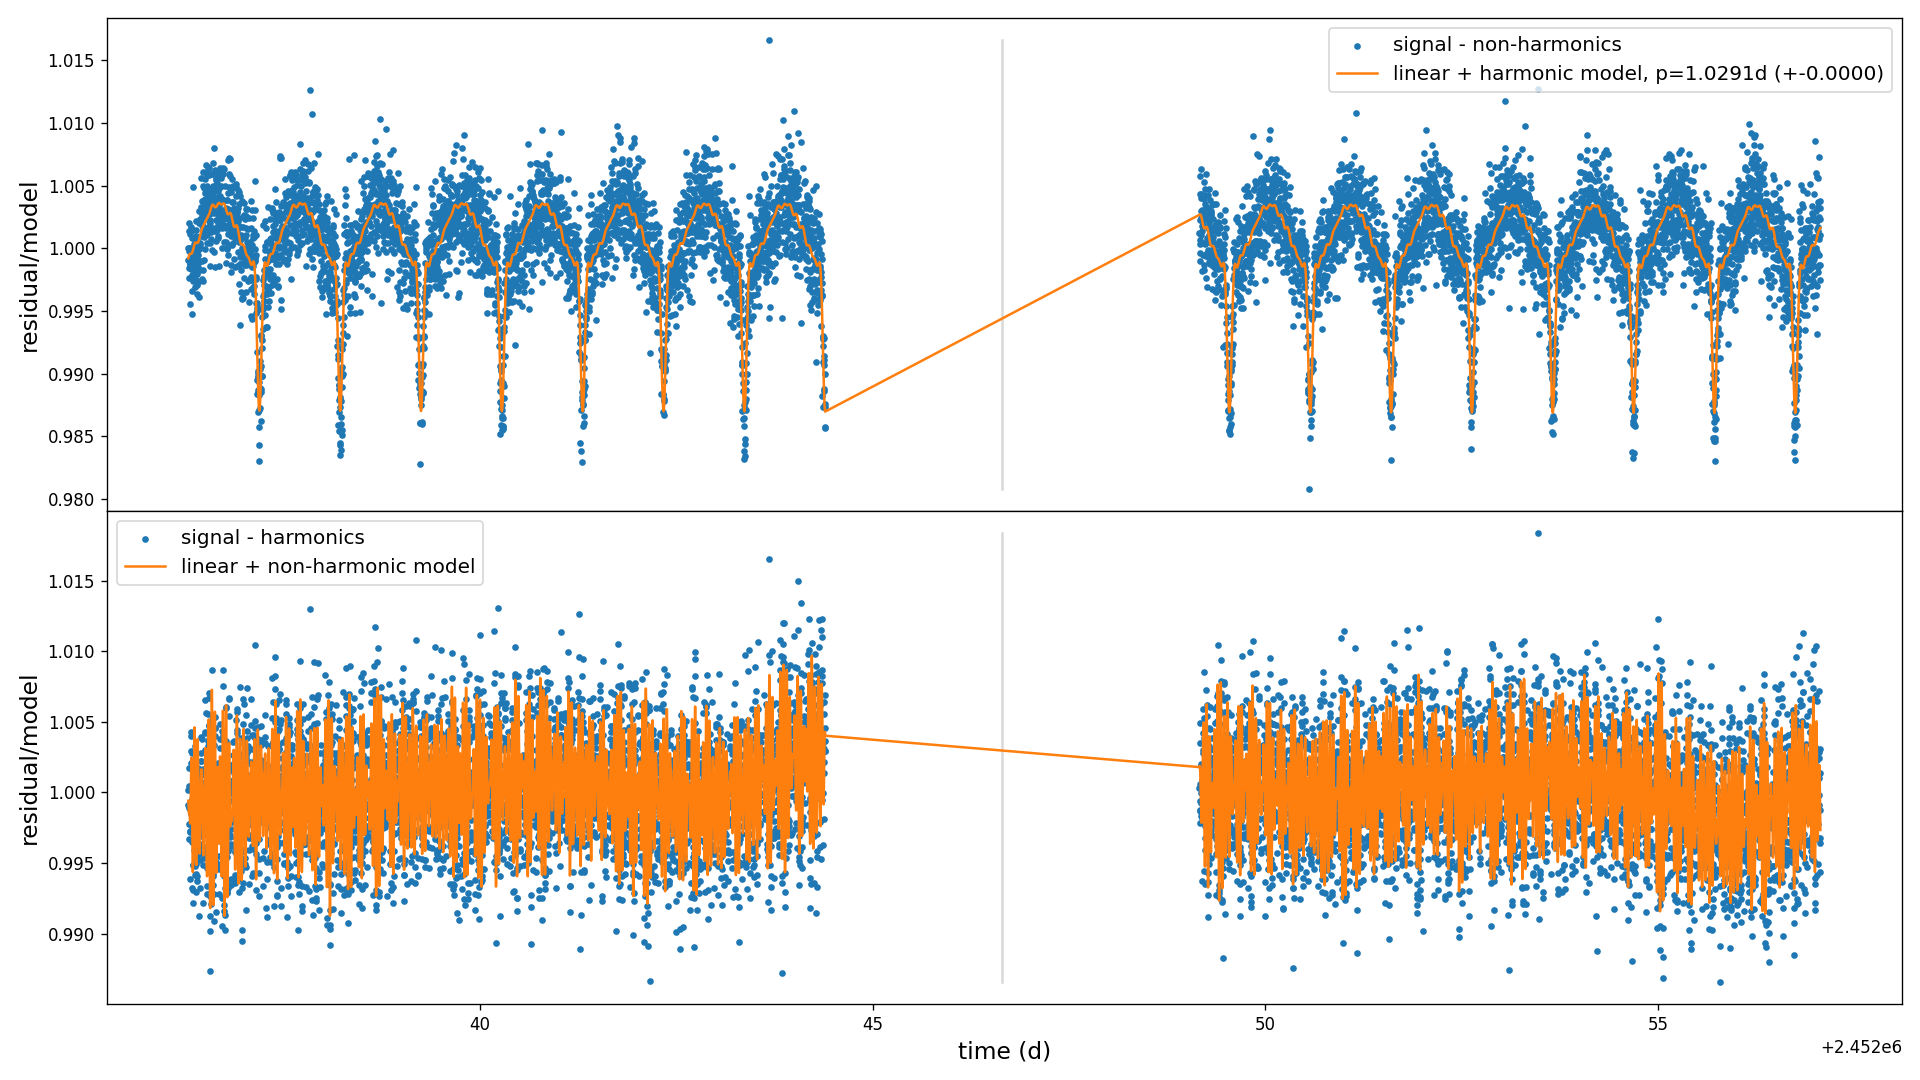 signal - non-harmonics
linear + harmonic model, p=1.0291d (+-0.0000)
residual/model
1.015
1.010
1.005
1.000
0.995
0.990
0.985
0.980
signal - harmonics
linear + non-harmonic model
residual/model
1.015
1.010
1.005
1.000
0.995
0.990
40
45
50
55
time (d)
+2.452e6